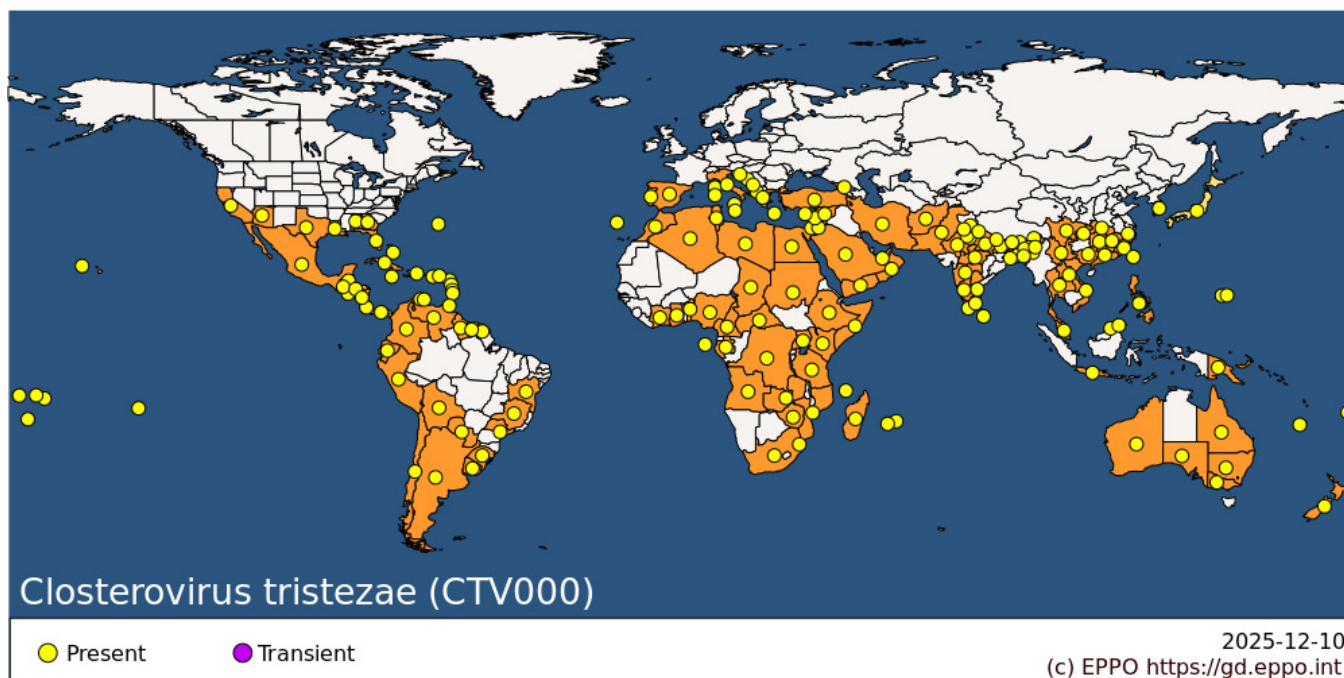 Closterovirus tristezae (CTV000)
Present
Transient
2025-12-10
(c) EPPO https://gd.eppo.int